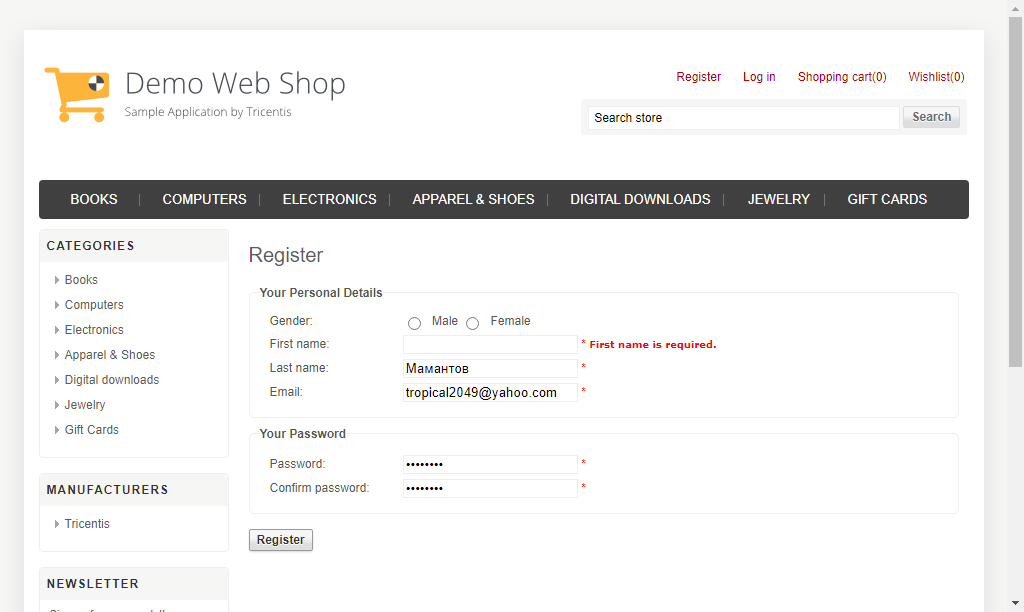 Demo Web Shop
Sample Application by Tricentis
Register Log in Shopping cart(0) Wishlist(0)
Search store Search
BOOKS COMPUTERS ELECTRONICS APPAREL & SHOES DIGITAL DOWNLOADS JEWELRY GIFT CARDS
CATEGORIES
Books
Computers
Electronics
Apparel & Shoes
Digital downloads
Jewelry
Gift Cards
MANUFACTURERS
Tricentis
NEWSLETTER
Register
Your Personal Details
Gender: Male Female
First name: * First name is required.
Last name: Мамантов *
Email: tropical2049@yahoo.com *
Your Password
Password: •••••••• *
Confirm password: •••••••• *
Register